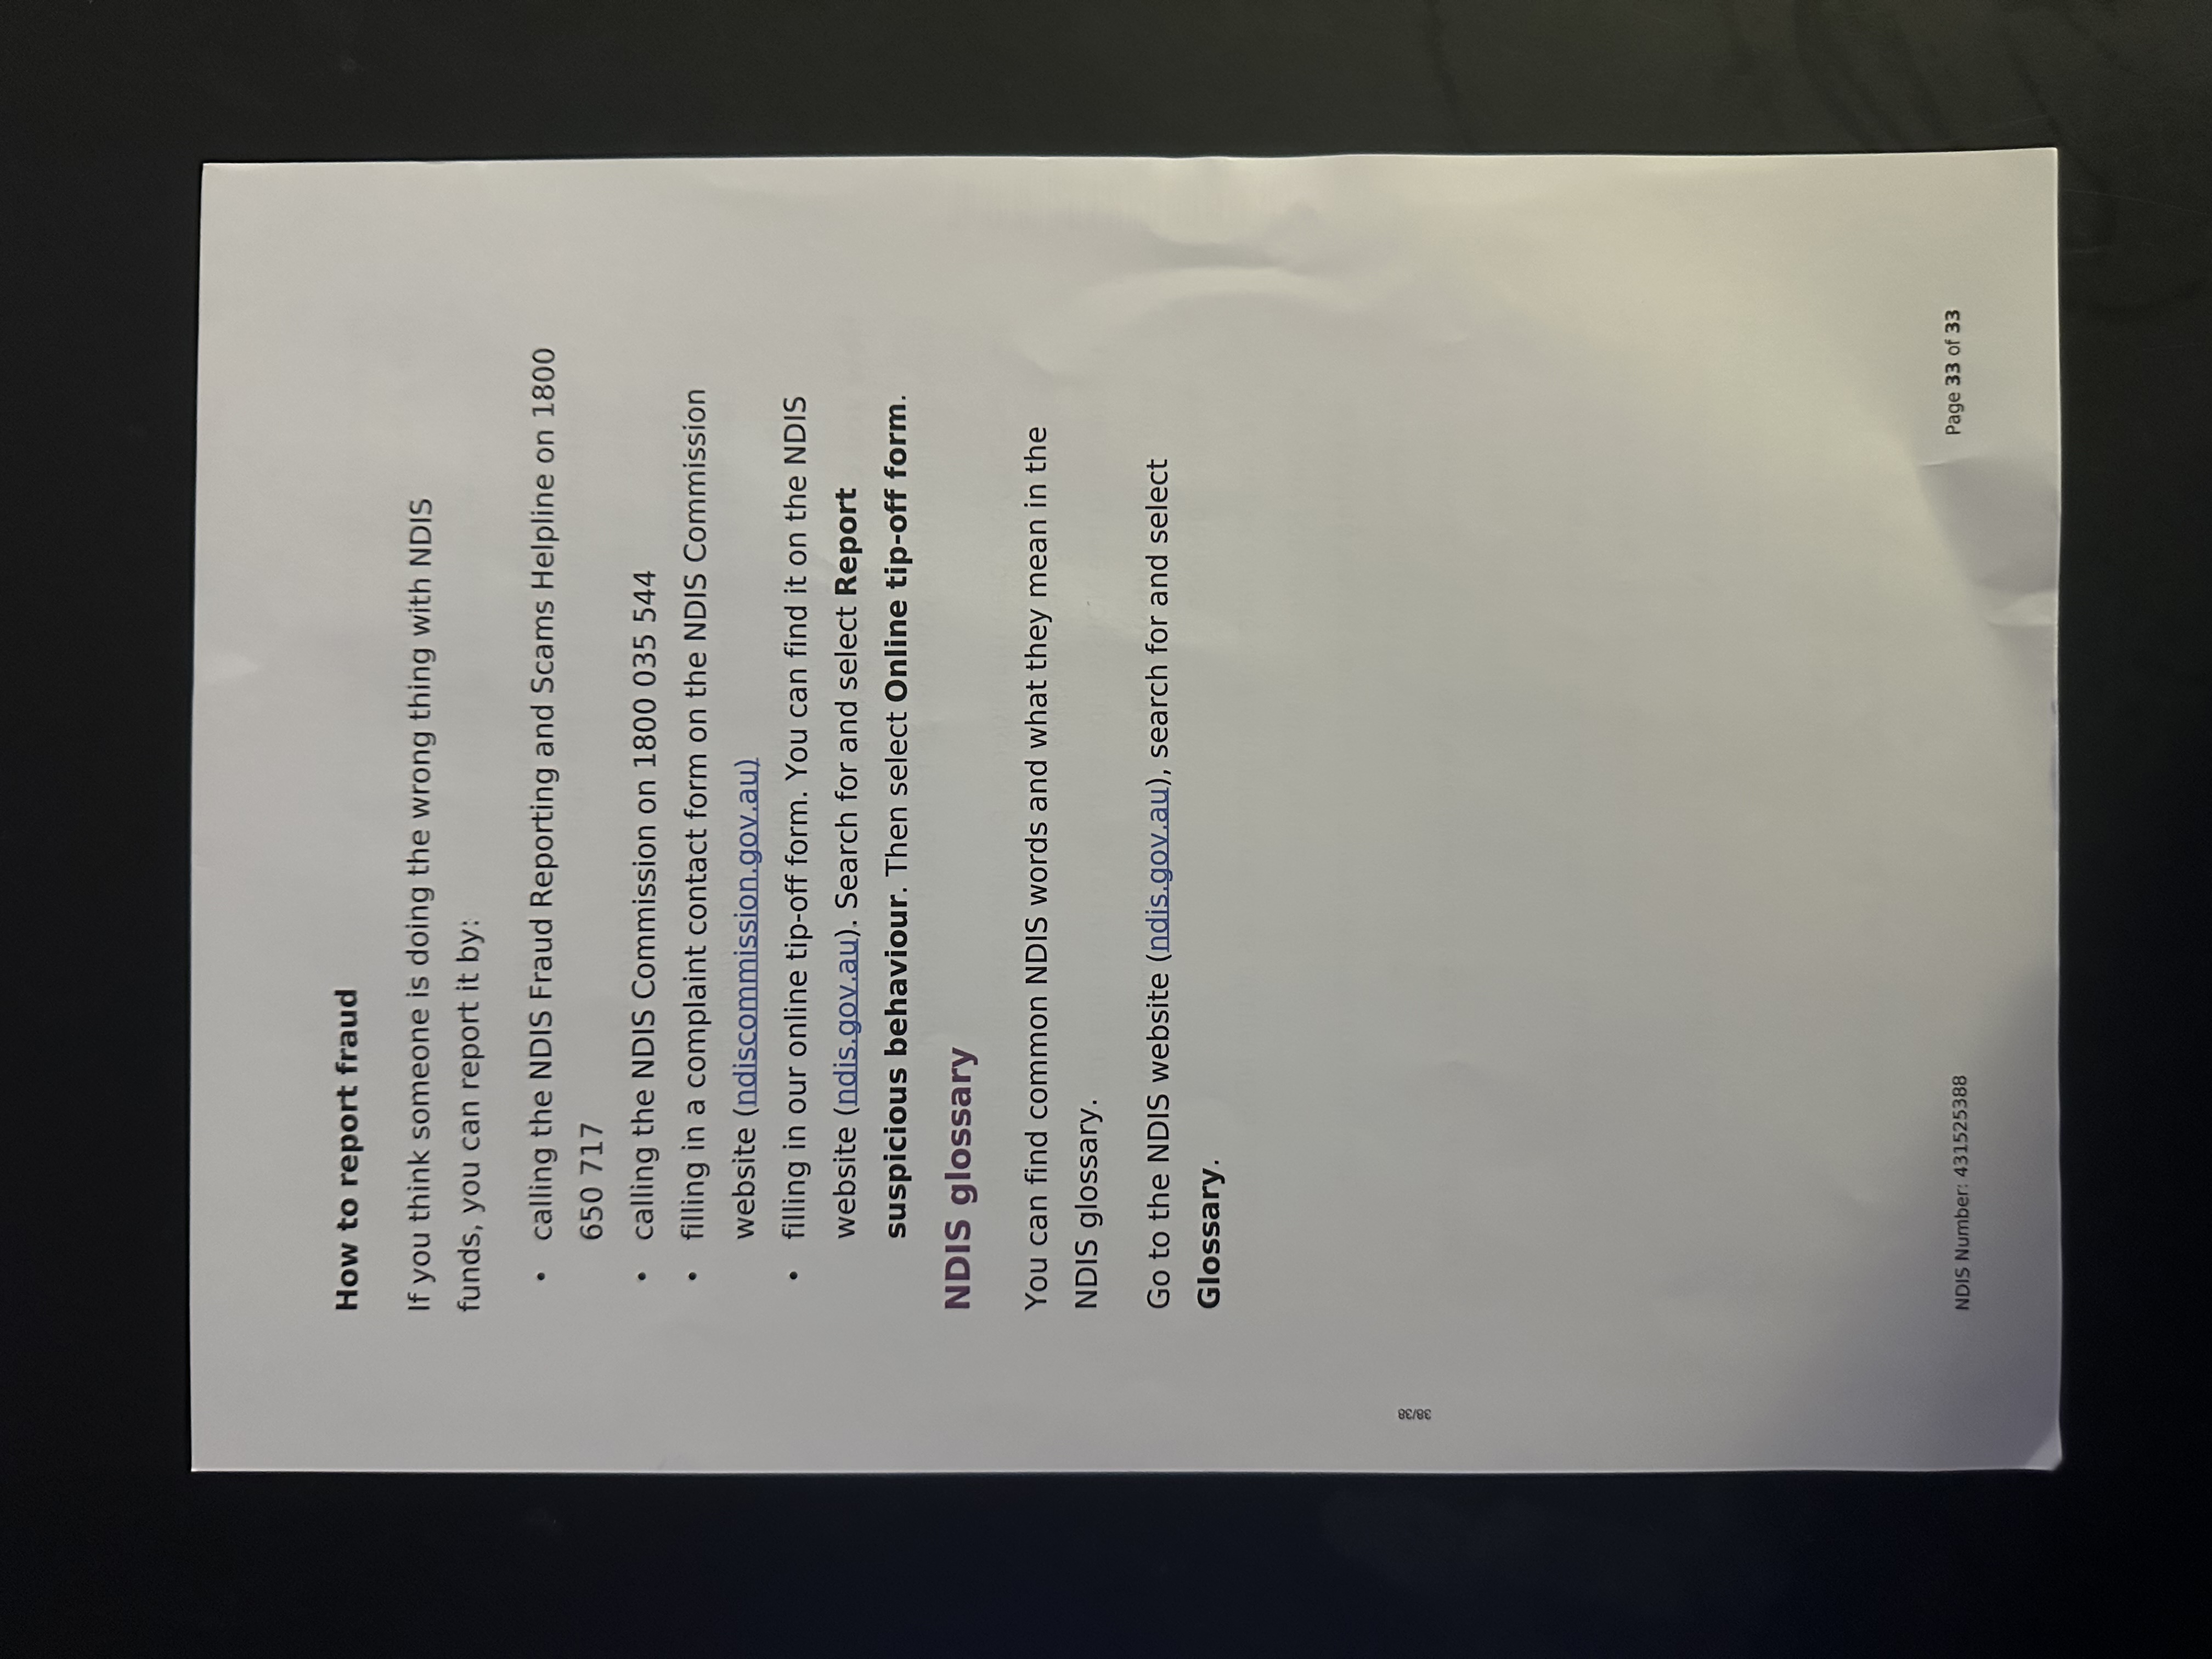 How to report fraud
If you think someone is doing the wrong thing with NDIS
funds, you can report it by:
• calling the NDIS Fraud Reporting and Scams Helpline on 1800
650 717
• calling the NDIS Commission on 1800 035 544
• filling in a complaint contact form on the NDIS Commission
website (ndiscommission.gov.au)
• filling in our online tip-off form. You can find it on the NDIS
website (ndis.gov.au). Search for and select Report
suspicious behaviour. Then select Online tip-off form.
NDIS glossary
You can find common NDIS words and what they mean in the
NDIS glossary.
Go to the NDIS website (ndis.gov.au), search for and select
Glossary.
38/38
NDIS Number: 431525388
Page 33 of 33